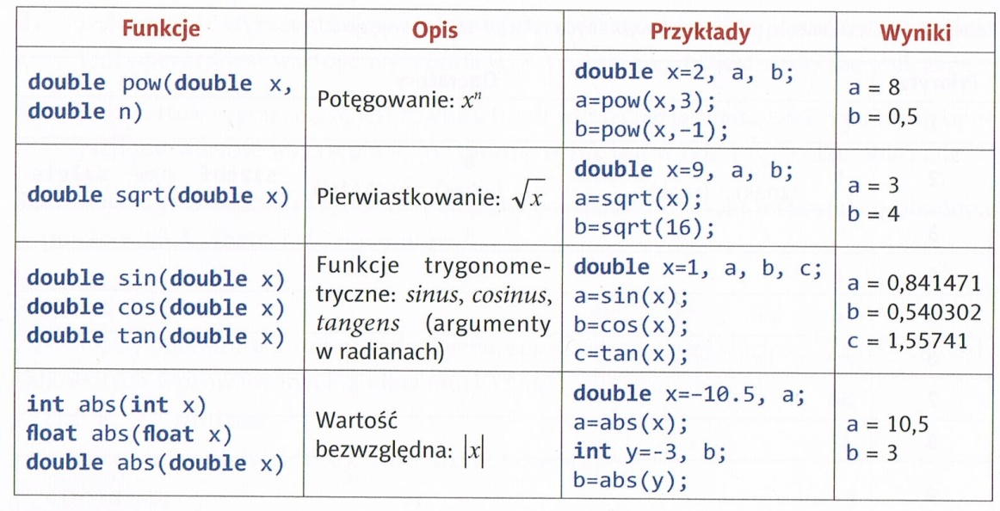 Funkcje
Opis
Przykłady
Wyniki
double pow(double x,
double n)
Potęgowanie: xⁿ
double x=2, a, b;
a=pow(x,3);
b=pow(x,-1);
a = 8
b = 0,5
double sqrt(double x)
Pierwiastkowanie: √x
double x=9, a, b;
a=sqrt(x);
b=sqrt(16);
a = 3
b = 4
double sin(double x)
double cos(double x)
double tan(double x)
Funkcje trygonome-
tryczne: sinus, cosinus,
tangens (argumenty
w radianach)
double x=1, a, b, c;
a=sin(x);
b=cos(x);
c=tan(x);
a = 0,841471
b = 0,540302
c = 1,55741
int abs(int x)
float abs(float x)
double abs(double x)
Wartość
bezwzględna: |x|
double x=-10.5, a;
a=abs(x);
int y=-3, b;
b=abs(y);
a = 10,5
b = 3